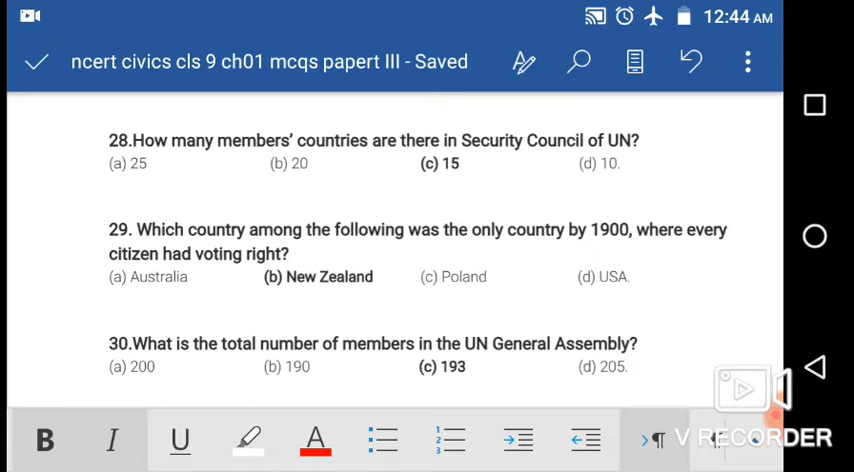 12:44 AM
ncert civics cls 9 ch01 mcqs papert III - Saved
28.How many members’ countries are there in Security Council of UN?
(a) 25 (b) 20 (c) 15 (d) 10.
29. Which country among the following was the only country by 1900, where every
citizen had voting right?
(a) Australia (b) New Zealand (c) Poland (d) USA.
30.What is the total number of members in the UN General Assembly?
(a) 200 (b) 190 (c) 193 (d) 205.
B I U A 1 2 3 ¶
V RECORDER